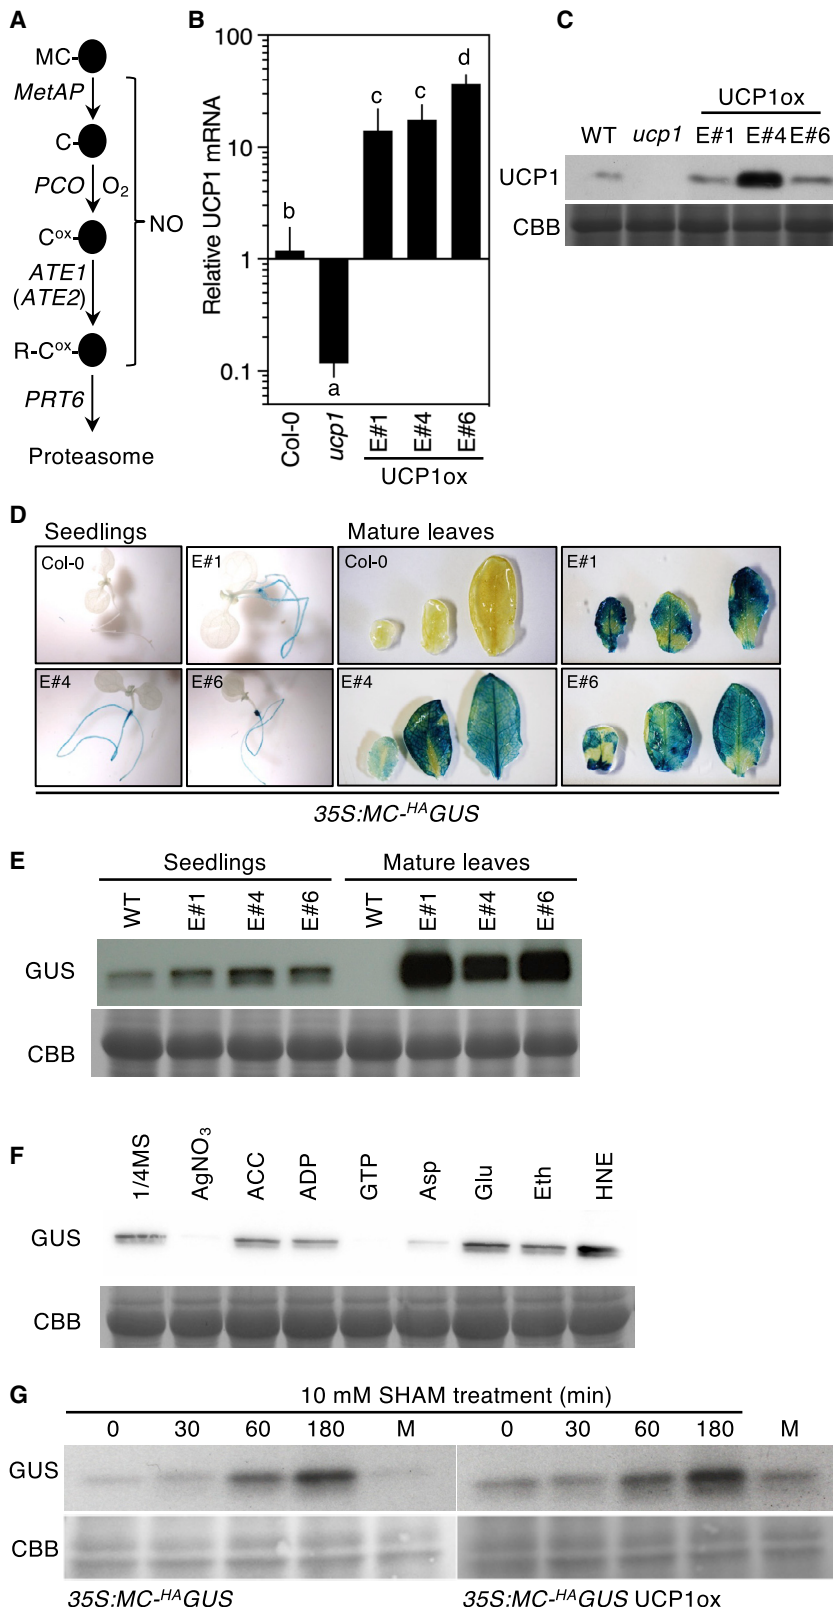 A
MC-
MetAP
C-
PCO O₂
Cᵒˣ-
NO
ATE1
(ATE2)
R-Cᵒˣ-
PRT6
Proteasome
B
Relative UCP1 mRNA
100
10
1
0.1
b
a
c
c
d
Col-0
ucp1
E#1
E#4
E#6
UCP1ox
C
UCP1ox
WT ucp1 E#1 E#4 E#6
UCP1
CBB
D
Seedlings Mature leaves
Col-0 E#1 Col-0 E#1
E#4 E#6 E#4 E#6
35S:MC-ᴴᴬGUS
E
Seedlings Mature leaves
WT E#1 E#4 E#6 WT E#1 E#4 E#6
GUS
CBB
F
1/4MS AgNO₃ ACC ADP GTP Asp Glu Eth HNE
GUS
CBB
G
10 mM SHAM treatment (min)
0 30 60 180 M 0 30 60 180 M
GUS
CBB
35S:MC-ᴴᴬGUS 35S:MC-ᴴᴬGUS UCP1ox